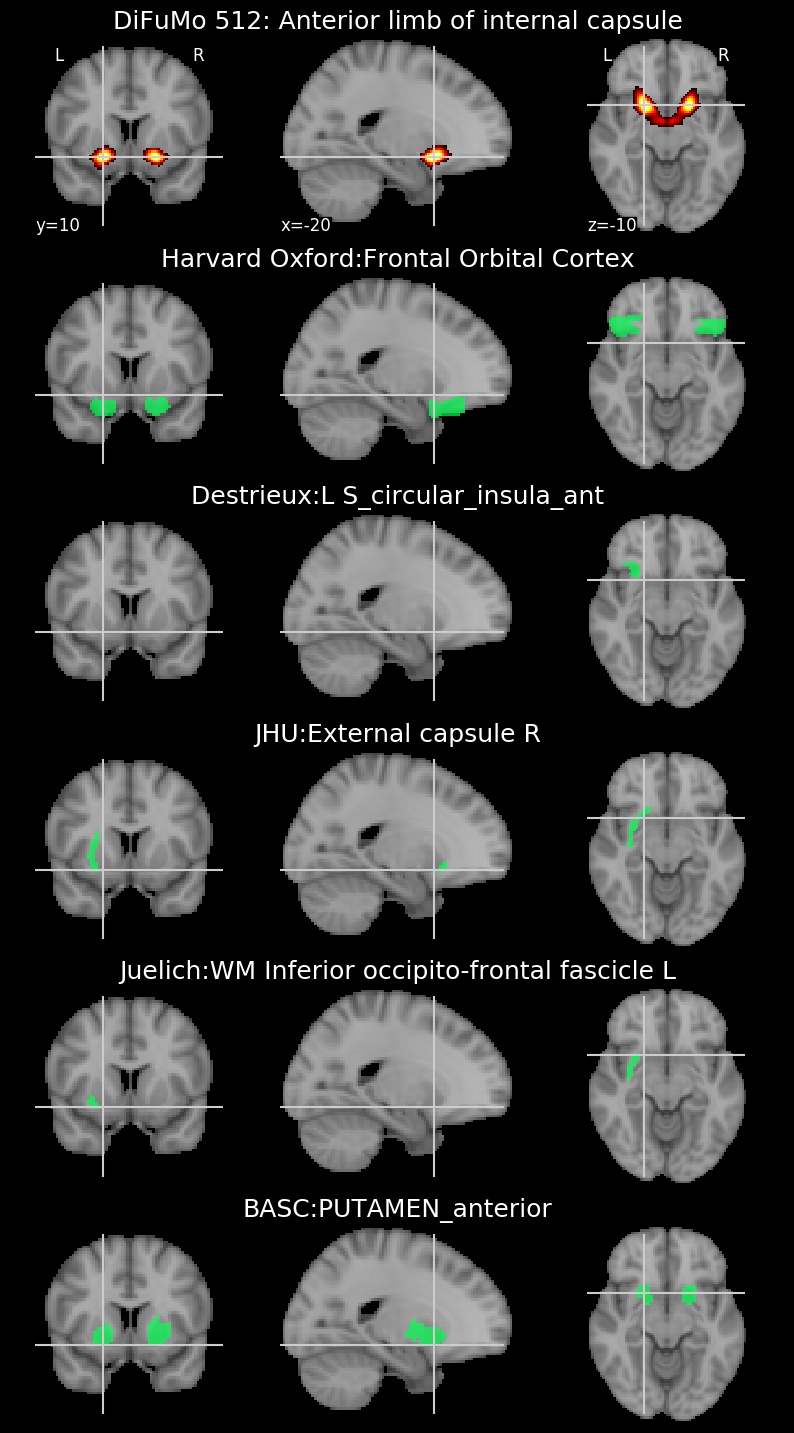 DiFuMo 512: Anterior limb of internal capsule
L R L R
y=10 x=-20 z=-10
Harvard Oxford:Frontal Orbital Cortex
Destrieux:L S_circular_insula_ant
JHU:External capsule R
Juelich:WM Inferior occipito-frontal fascicle L
BASC:PUTAMEN_anterior